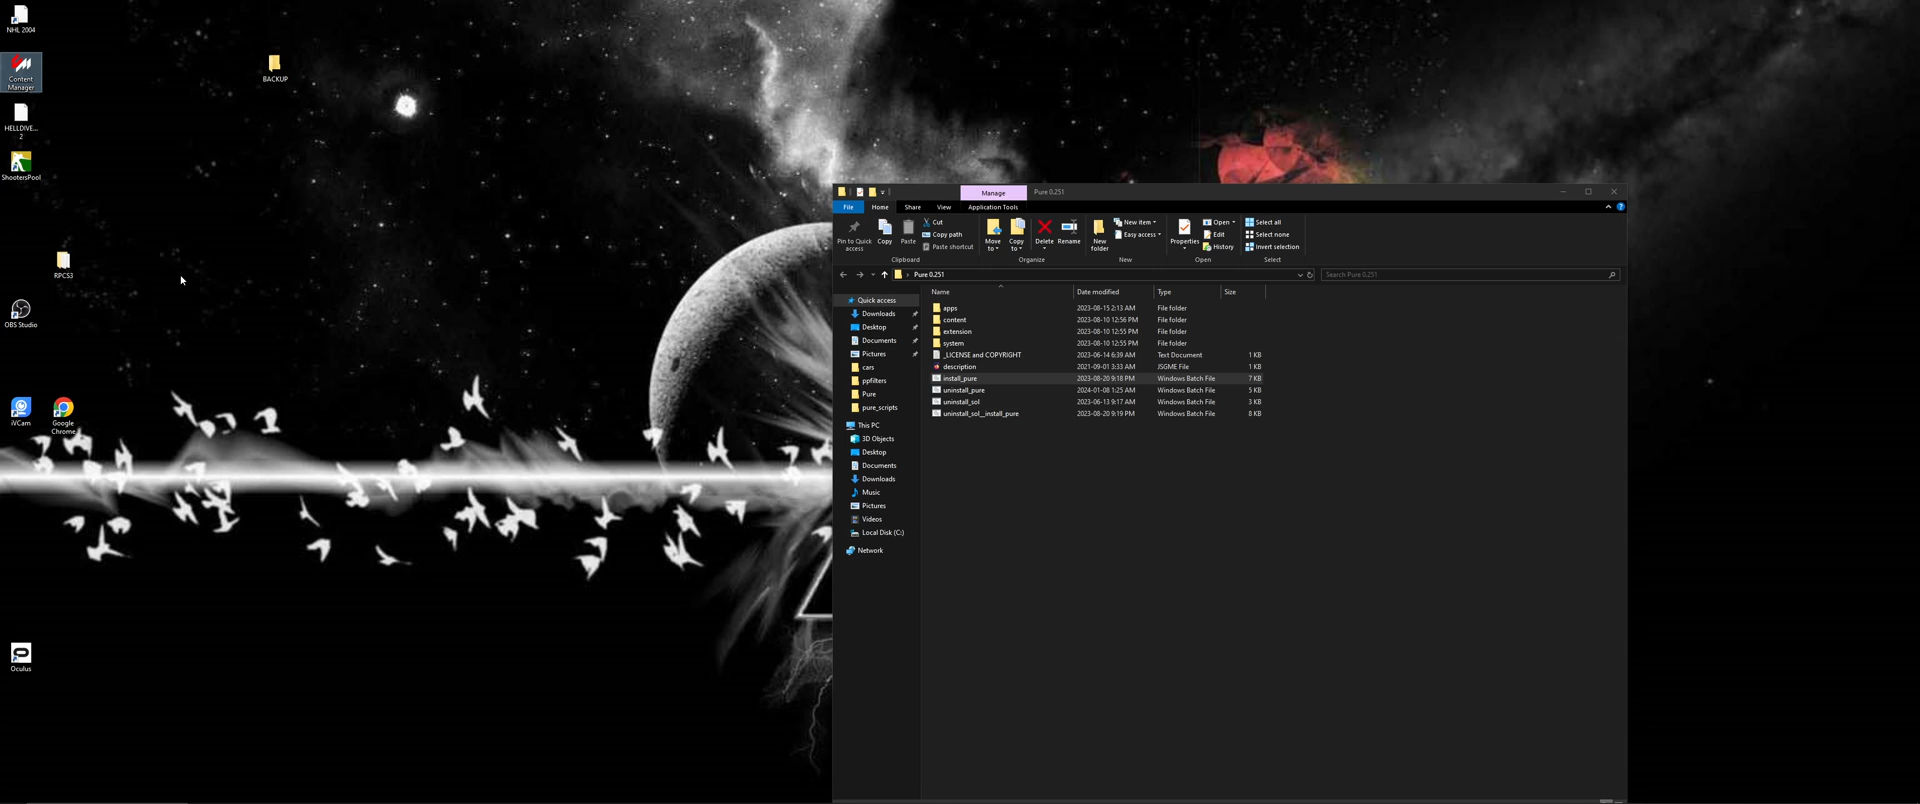 NHL 2004
Content
Manager
HELLDIVE...
2
ShootersPool
BACKUP
RPCS3
OBS Studio
iVCam
Google
Chrome
Oculus
Manage
Pure 0.251
File
Home
Share
View
Application Tools
Pin to Quick
access
Copy
Paste
Cut
Copy path
Paste shortcut
Clipboard
Move
to
Copy
to
Delete
Rename
Organize
New
folder
New item
Easy access
New
Properties
Open
Edit
History
Open
Select all
Select none
Invert selection
Select
Pure 0.251
Search Pure 0.251
Quick access
Downloads
Desktop
Documents
Pictures
cars
ppfilters
Pure
pure_scripts
This PC
3D Objects
Desktop
Documents
Downloads
Music
Pictures
Videos
Local Disk (C:)
Network
Name Date modified Type Size
apps 2023-08-15 2:13 AM File folder
content 2023-08-10 12:56 PM File folder
extension 2023-08-10 12:55 PM File folder
system 2023-08-10 12:55 PM File folder
_LICENSE and COPYRIGHT 2023-06-14 6:39 AM Text Document 1 KB
description 2021-09-01 3:33 AM JSGME File 1 KB
install_pure 2023-08-20 9:18 PM Windows Batch File 7 KB
uninstall_pure 2024-01-08 1:25 AM Windows Batch File 5 KB
uninstall_sol 2023-06-13 9:17 AM Windows Batch File 3 KB
uninstall_sol__install_pure 2023-08-20 9:19 PM Windows Batch File 8 KB